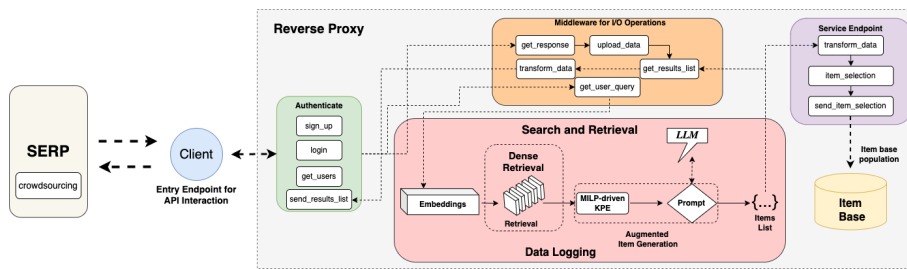 Reverse Proxy
Middleware for I/O Operations
get_response
upload_data
transform_data
get_results_list
get_user_query
Service Endpoint
transform_data
item_selection
send_item_selection
Item base
population
Item
Base
SERP
crowdsourcing
Client
Entry Endpoint for
API Interaction
Authenticate
sign_up
login
get_users
send_results_list
Search and Retrieval
LLM
Dense
Retrieval
Embeddings
Retrieval
MILP-driven
KPE
Prompt
{...}
Items
List
Augmented
Item Generation
Data Logging